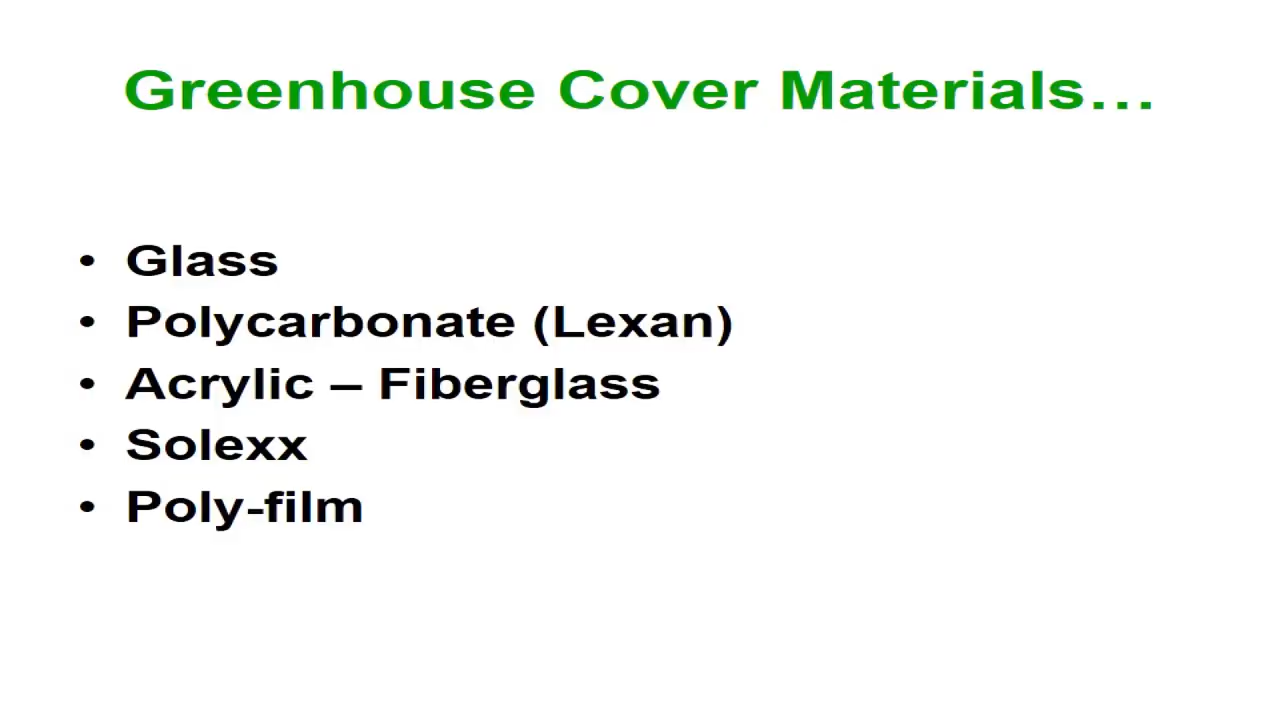 Greenhouse Cover Materials…
• Glass
• Polycarbonate (Lexan)
• Acrylic – Fiberglass
• Solexx
• Poly-film